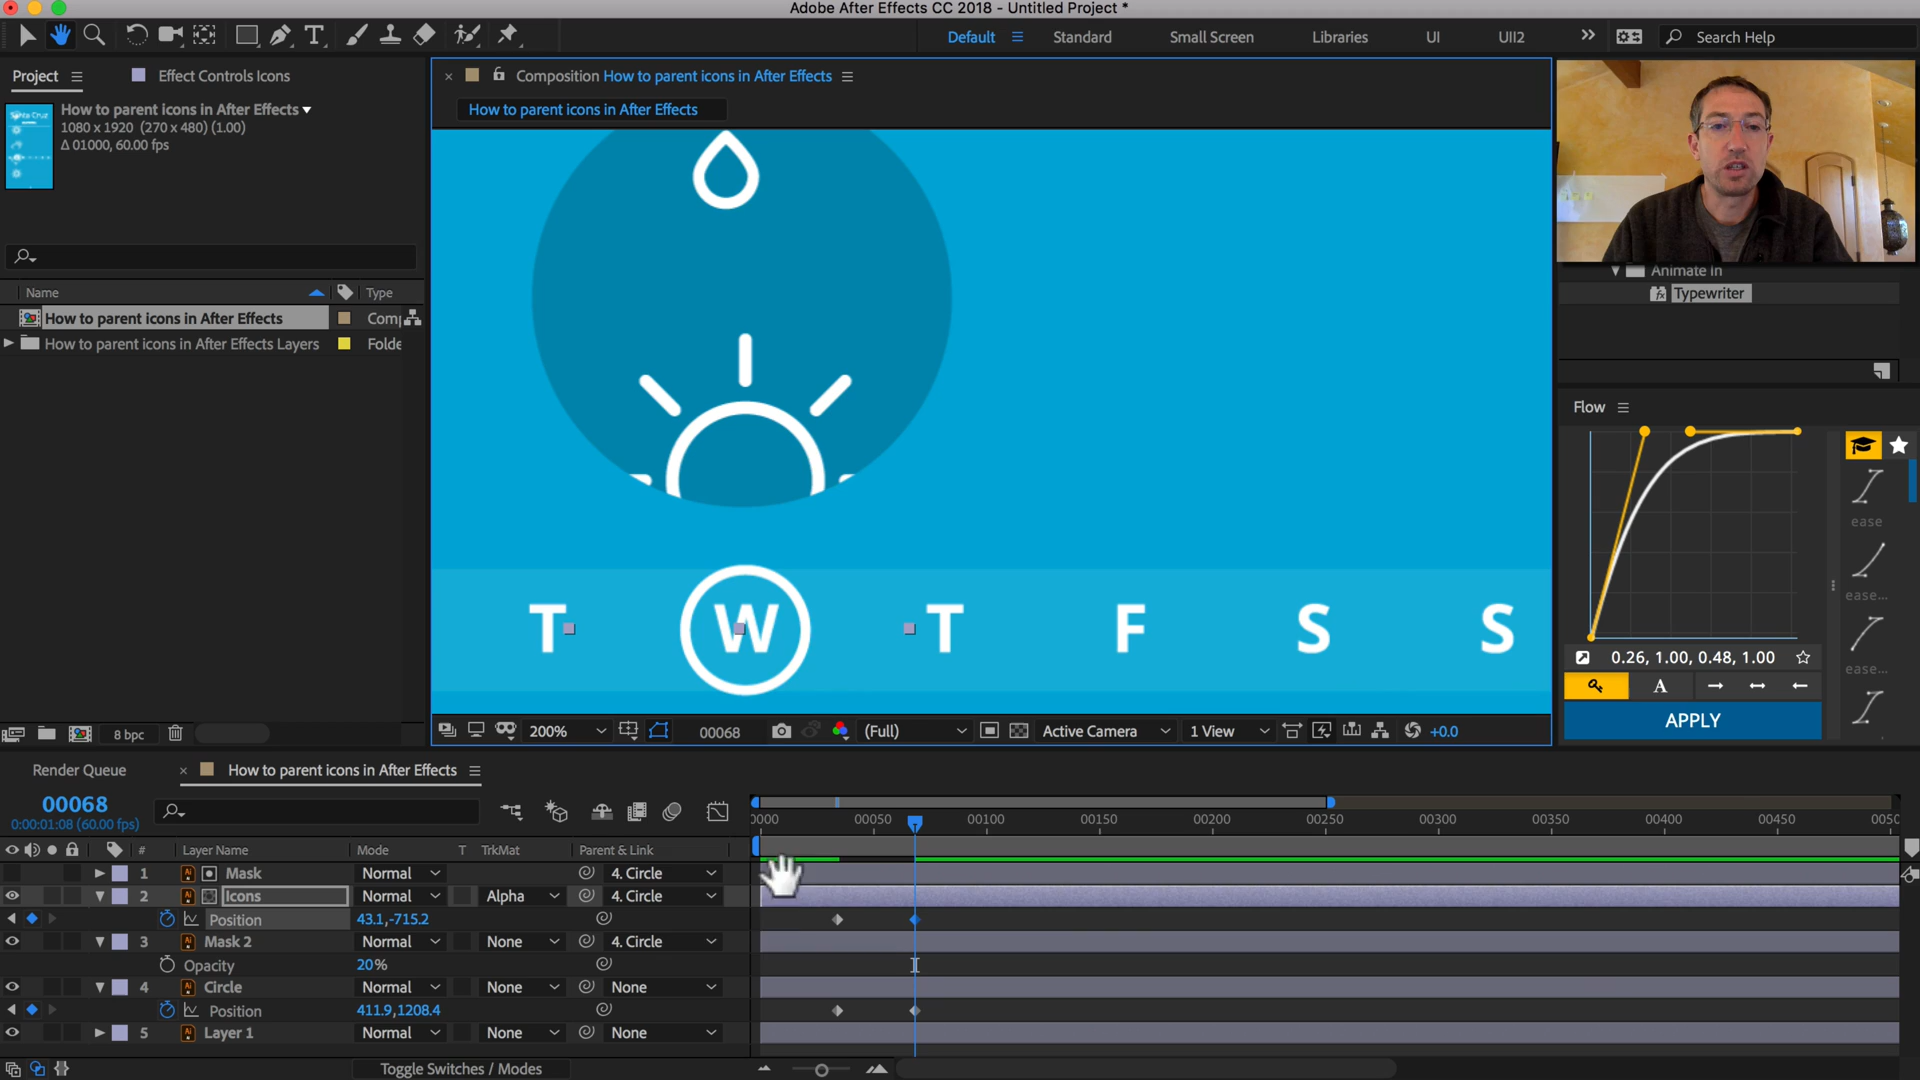 Adobe After Effects CC 2018 - Untitled Project *
Default
Standard
Small Screen
Libraries
UI
UI2
Search Help
Project
Effect Controls Icons
Composition How to parent icons in After Effects
How to parent icons in After Effects
1080 x 1920 (270 x 480) (1.00)
Δ 01000, 60.00 fps
How to parent icons in After Effects
Name
Type
How to parent icons in After Effects
Comp
How to parent icons in After Effects Layers
Folde
8 bpc
T W T F S S
200%
00068
(Full)
Active Camera
1 View
+0.0
Animate In
Typewriter
Flow
ease
ease...
ease...
0.26, 1.00, 0.48, 1.00
A
APPLY
Render Queue
How to parent icons in After Effects
00068
0:00:01:08 (60.00 fps)
0000 00050 00100 00150 00200 00250 00300 00350 00400 00450 0050
# Layer Name Mode T TrkMat Parent & Link
1 Mask Normal 4. Circle
2 Icons Normal Alpha 4. Circle
Position 43.1,-715.2
3 Mask 2 Normal None 4. Circle
Opacity 20%
4 Circle Normal None None
Position 411.9,1208.4
5 Layer 1 Normal None None
Toggle Switches / Modes